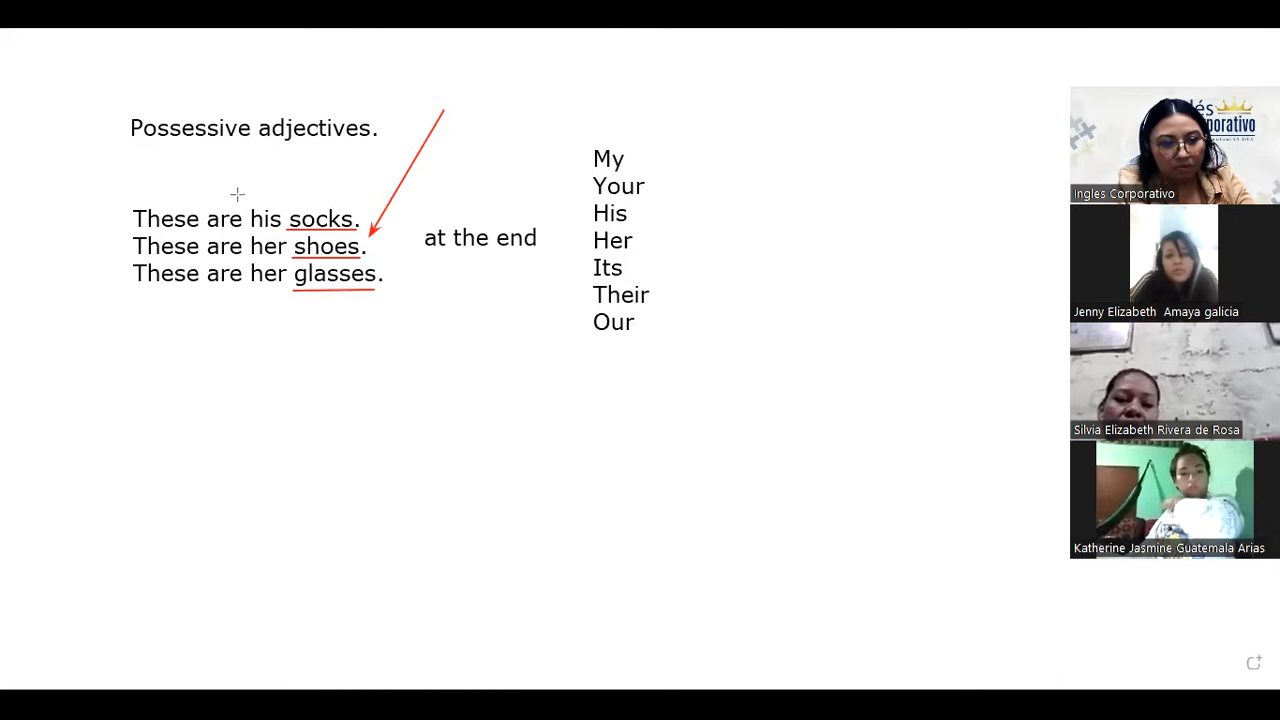 Possessive adjectives.
These are his socks.
These are her shoes.
These are her glasses.
at the end
My
Your
His
Her
Its
Their
Our
Ingles Corporativo
Jenny Elizabeth Amaya galicia
Silvia Elizabeth Rivera de Rosa
Katherine Jasmine Guatemala Arias